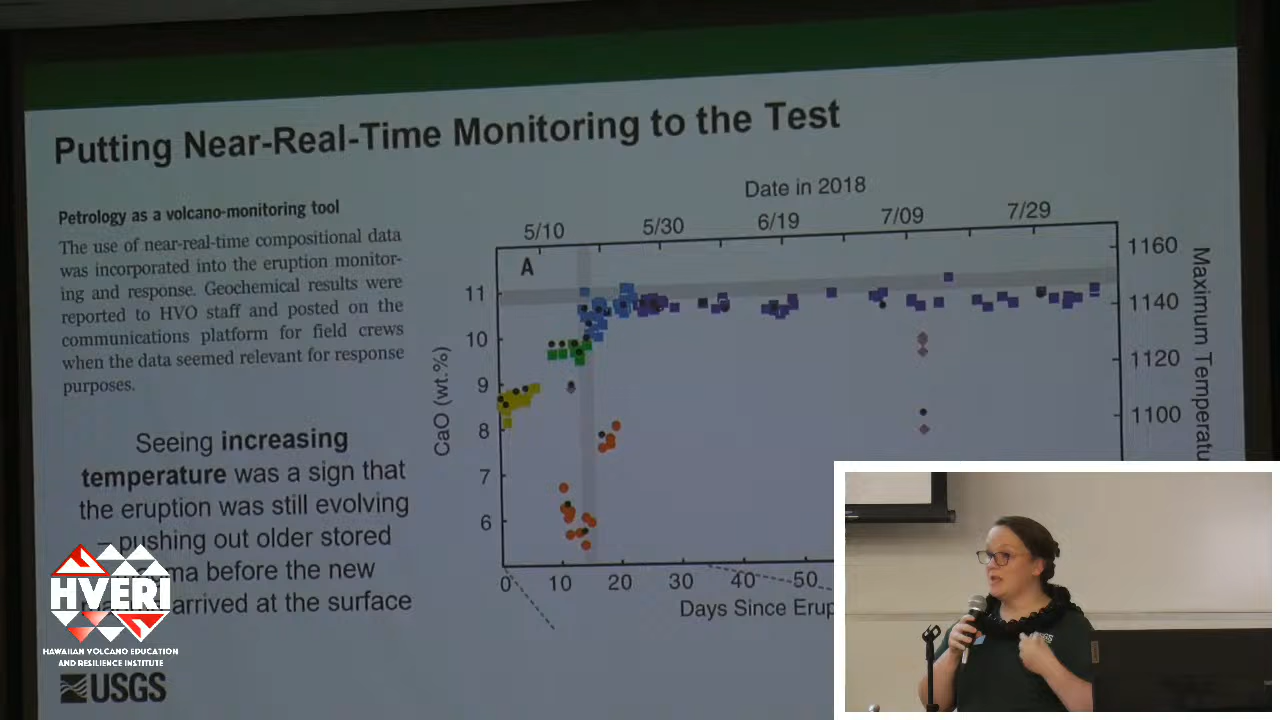 Putting Near-Real-Time Monitoring to the Test
Petrology as a volcano-monitoring tool
The use of near-real-time compositional data
was incorporated into the eruption monitor-
ing and response. Geochemical results were
reported to HVO staff and posted on the
communications platform for field crews
when the data seemed relevant for response
purposes.
Seeing increasing
temperature was a sign that
the eruption was still evolving
– pushing out older stored
before the new
arrived at the surface
Date in 2018
5/10 5/30 6/19 7/09 7/29
A
11
10
9
8
7
6
CaO (wt.%)
1160
1140
1120
1100
Maximum
0 10 20 30 40 50
Days Since
HVERI
HAWAIIAN VOLCANO EDUCATION
AND RESILIENCE INSTITUTE
USGS